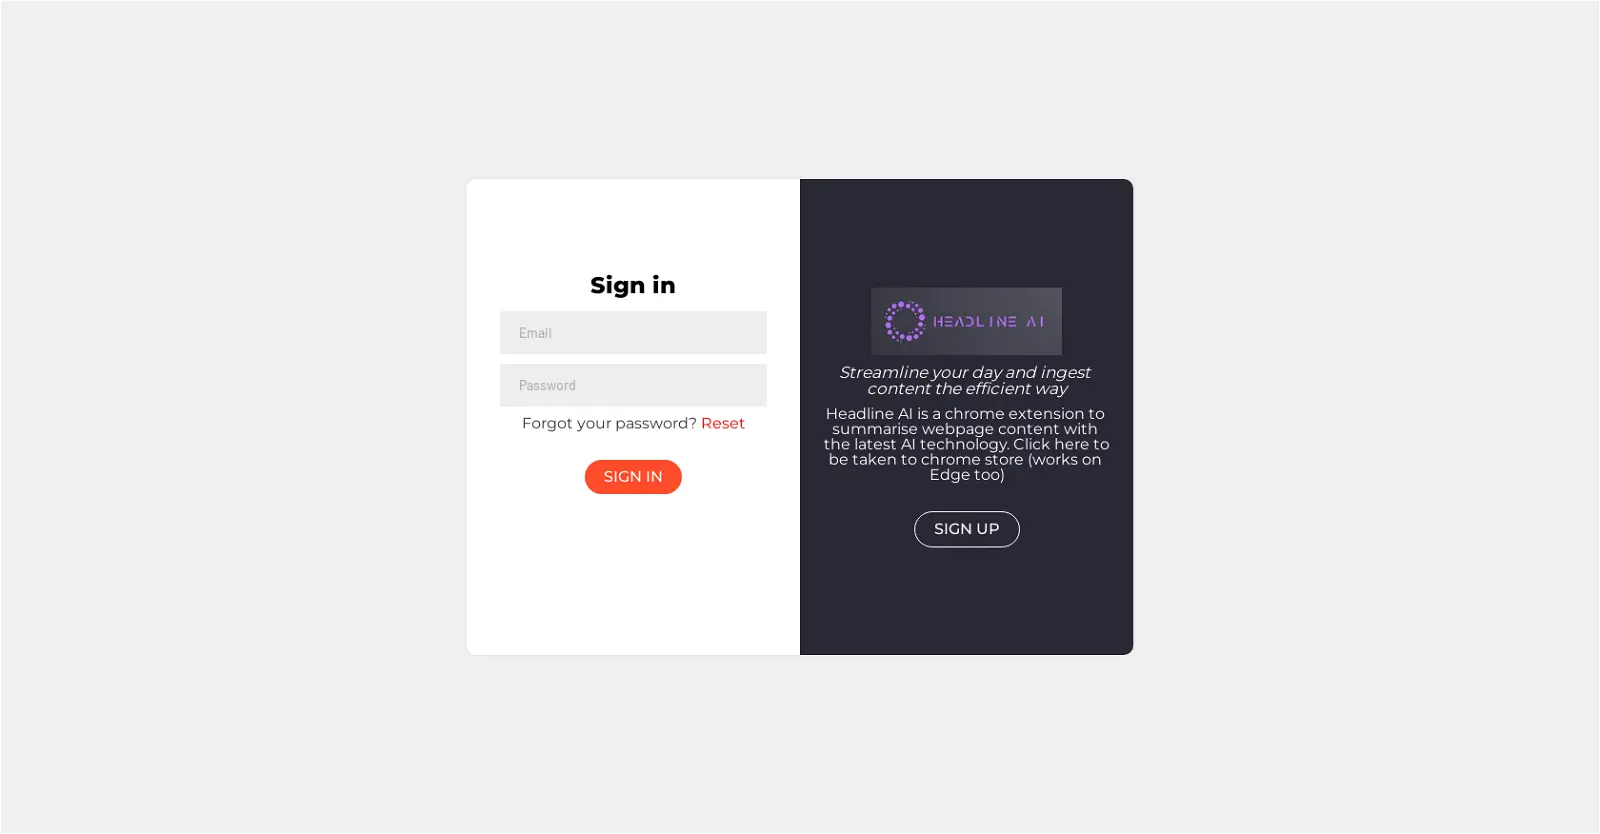 Sign in
Email
Password
Forgot your password? Reset
SIGN IN
HEADLINE AI
Streamline your day and ingest
content the efficient way
Headline AI is a chrome extension to
summarise webpage content with
the latest AI technology. Click here to
be taken to chrome store (works on
Edge too)
SIGN UP